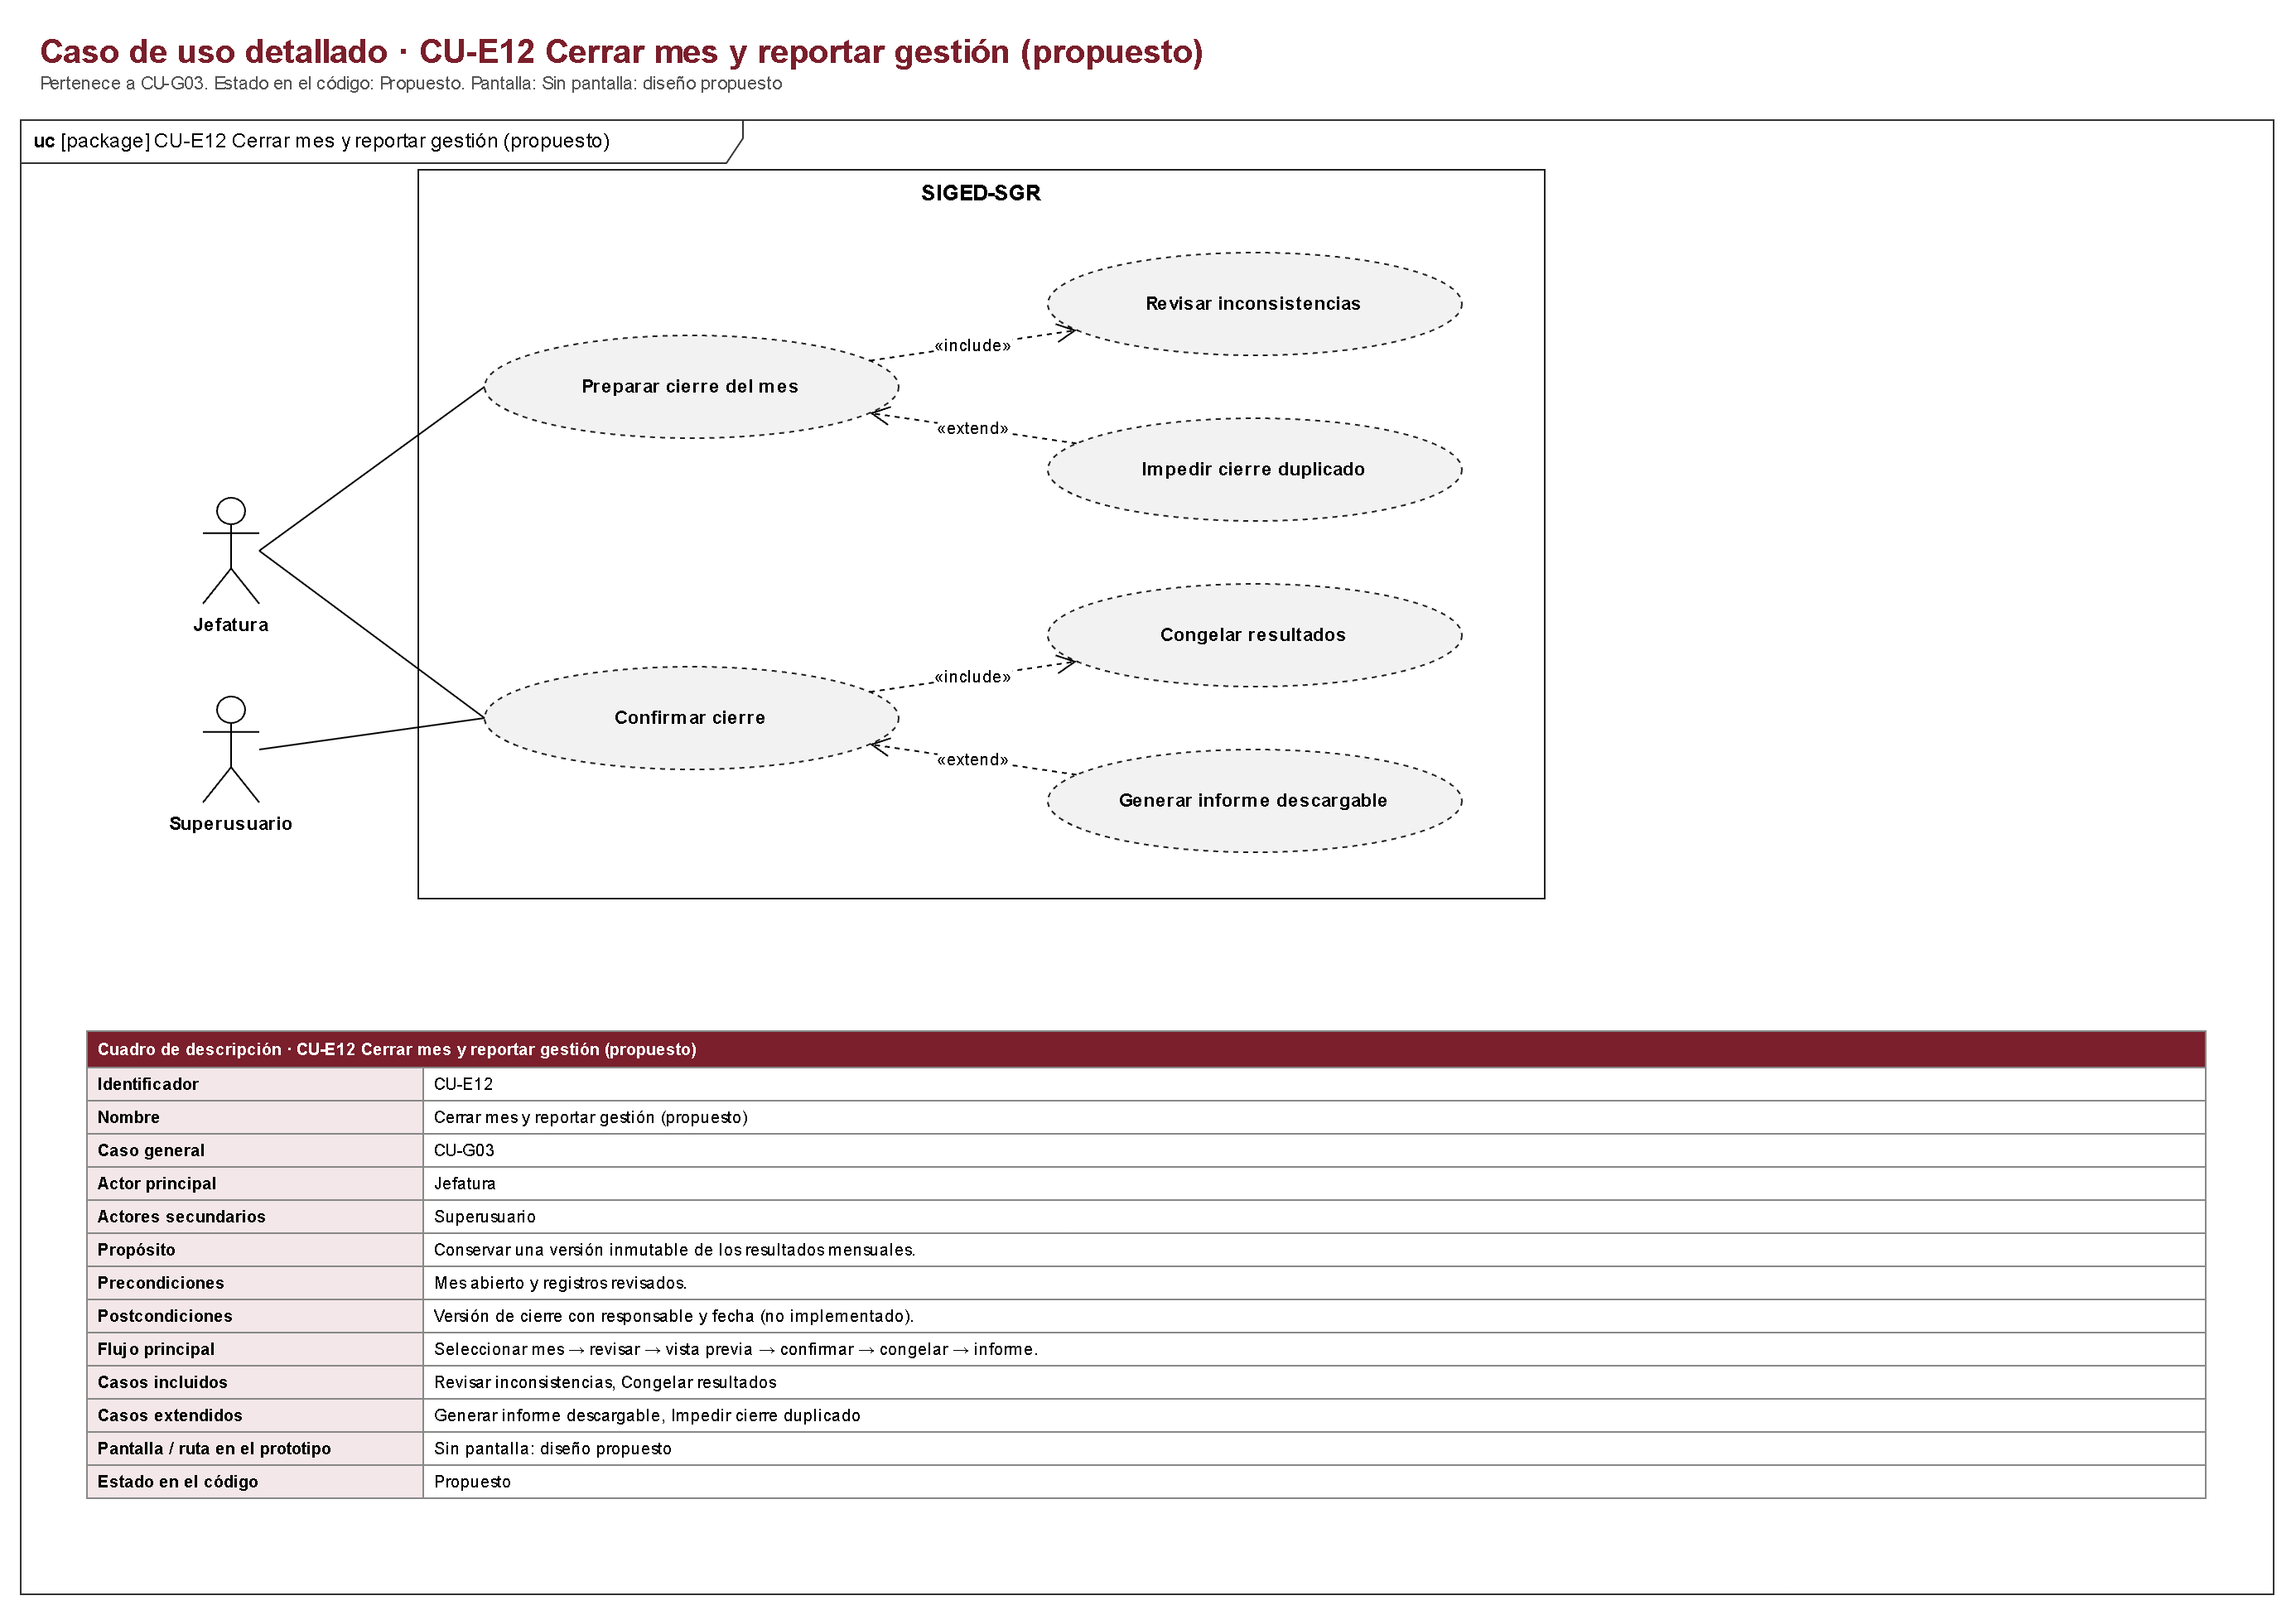 Caso de uso detallado · CU-E12 Cerrar mes y reportar gestión (propuesto)
Pertenece a CU-G03. Estado en el código: Propuesto. Pantalla: Sin pantalla: diseño propuesto
uc [package] CU-E12 Cerrar mes y reportar gestión (propuesto)
SIGED-SGR
Revisar inconsistencias
«include»
Preparar cierre del mes
«extend»
Impedir cierre duplicado
Jefatura
Congelar resultados
«include»
Confirmar cierre
«extend»
Generar informe descargable
Superusuario
Cuadro de descripción · CU-E12 Cerrar mes y reportar gestión (propuesto)
Identificador CU-E12
Nombre Cerrar mes y reportar gestión (propuesto)
Caso general CU-G03
Actor principal Jefatura
Actores secundarios Superusuario
Propósito Conservar una versión inmutable de los resultados mensuales.
Precondiciones Mes abierto y registros revisados.
Postcondiciones Versión de cierre con responsable y fecha (no implementado).
Flujo principal Seleccionar mes → revisar → vista previa → confirmar → congelar → informe.
Casos incluidos Revisar inconsistencias, Congelar resultados
Casos extendidos Generar informe descargable, Impedir cierre duplicado
Pantalla / ruta en el prototipo Sin pantalla: diseño propuesto
Estado en el código Propuesto